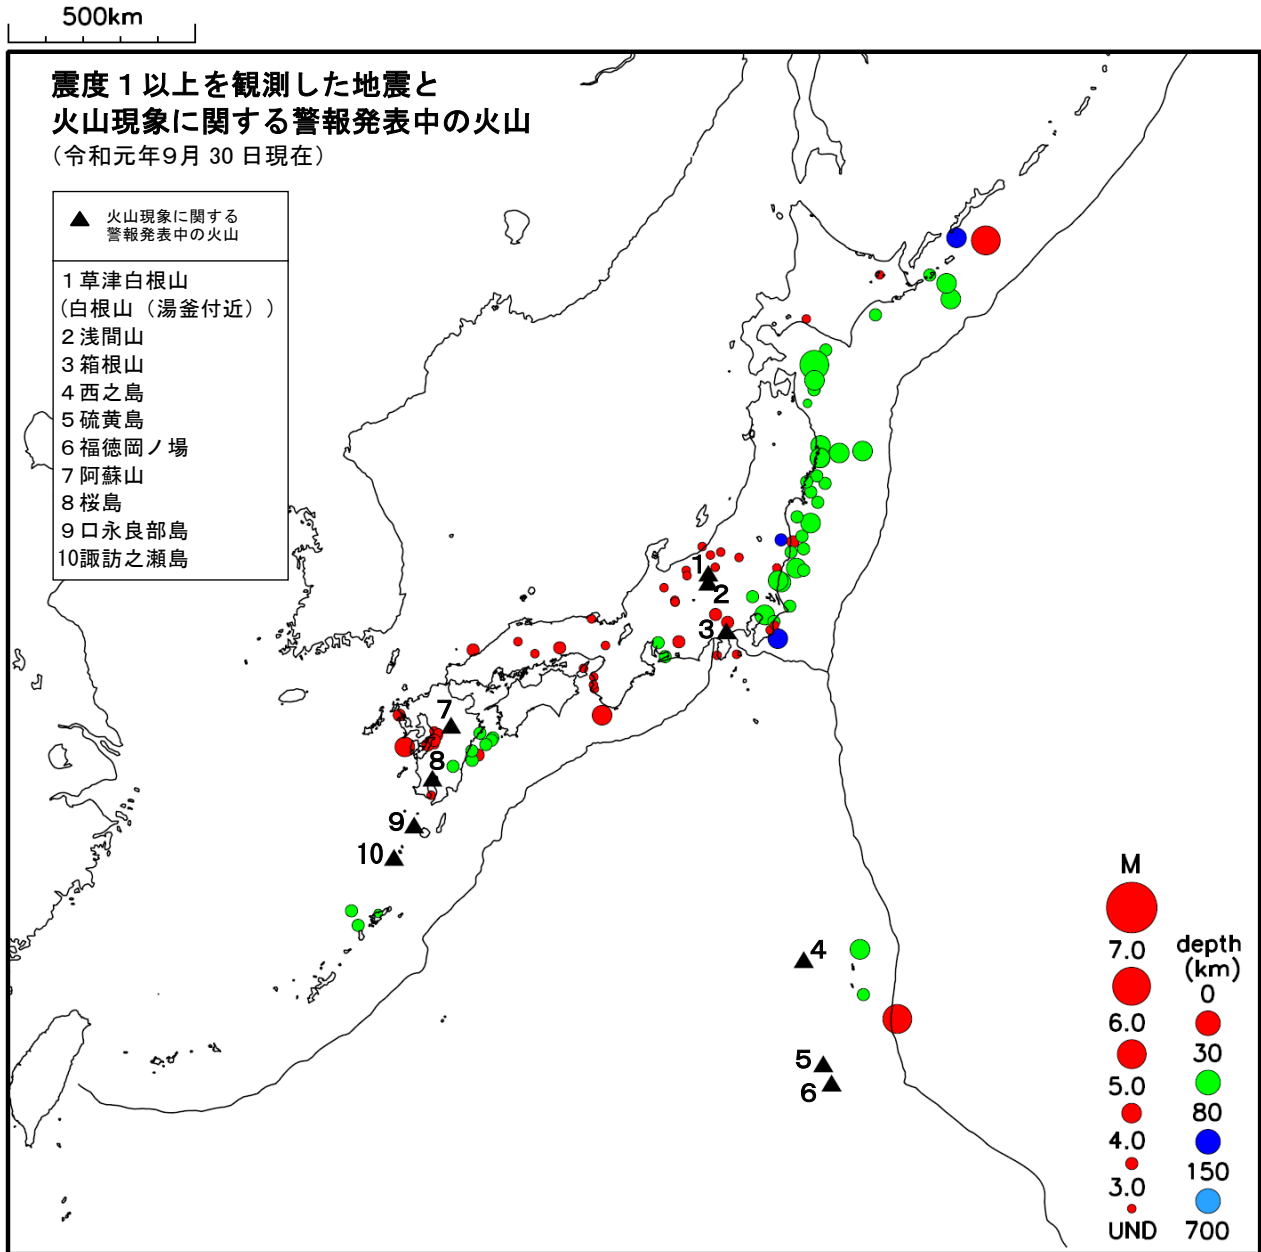 500km
震度１以上を観測した地震と
火山現象に関する警報発表中の火山
（令和元年9月 30 日現在）
▲ 火山現象に関する
警報発表中の火山
１草津白根山
(白根山（湯釜付近））
２浅間山
３箱根山
４西之島
５硫黄島
６福徳岡ノ場
７阿蘇山
８桜島
９口永良部島
10諏訪之瀬島
1
2
3
7
8
9
10
4
5
6
M
7.0
6.0
5.0
4.0
3.0
UND
depth
(km)
0
30
80
150
700